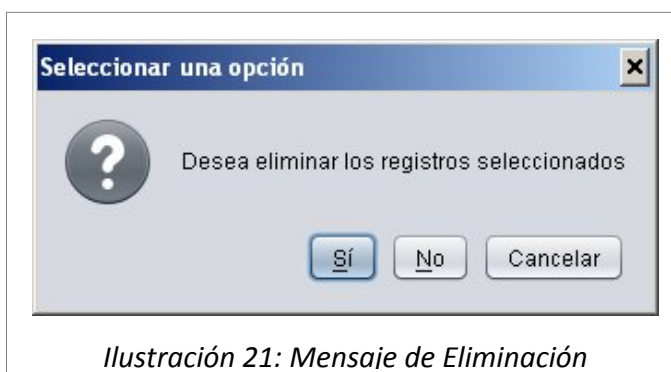 Seleccionar una opción
?
Desea eliminar los registros seleccionados
Sí No Cancelar
Ilustración 21: Mensaje de Eliminación